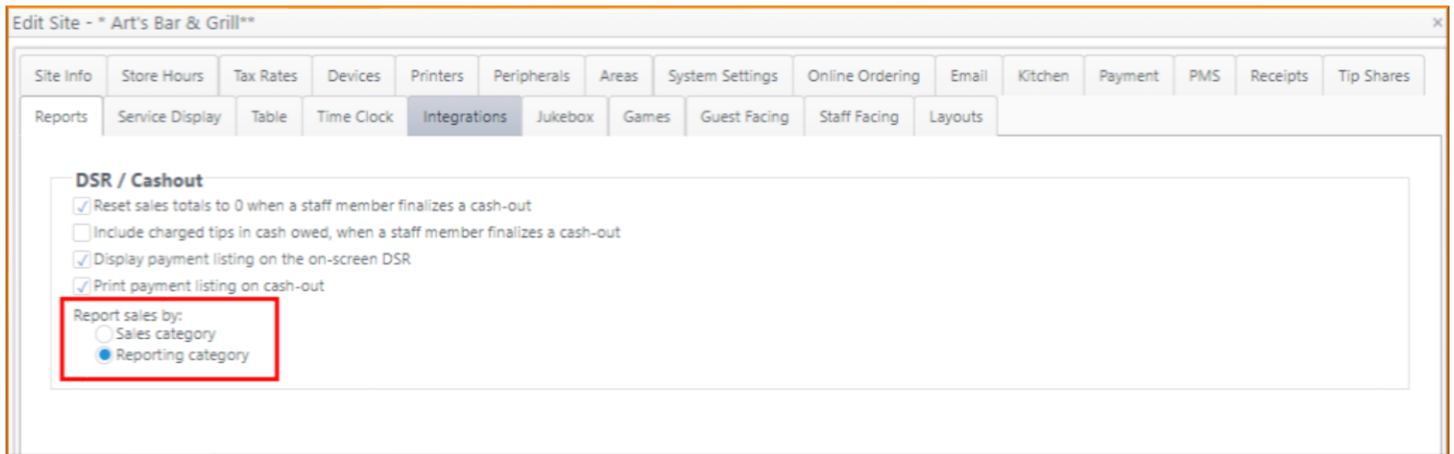 Edit Site - * Art's Bar & Grill**
Site Info Store Hours Tax Rates Devices Printers Peripherals Areas System Settings Online Ordering Email Kitchen Payment PMS Receipts Tip Shares
Reports Service Display Table Time Clock Integrations Jukebox Games Guest Facing Staff Facing Layouts
DSR / Cashout
Reset sales totals to 0 when a staff member finalizes a cash-out
Include charged tips in cash owed, when a staff member finalizes a cash-out
Display payment listing on the on-screen DSR
Print payment listing on cash-out
Report sales by:
Sales category
Reporting category